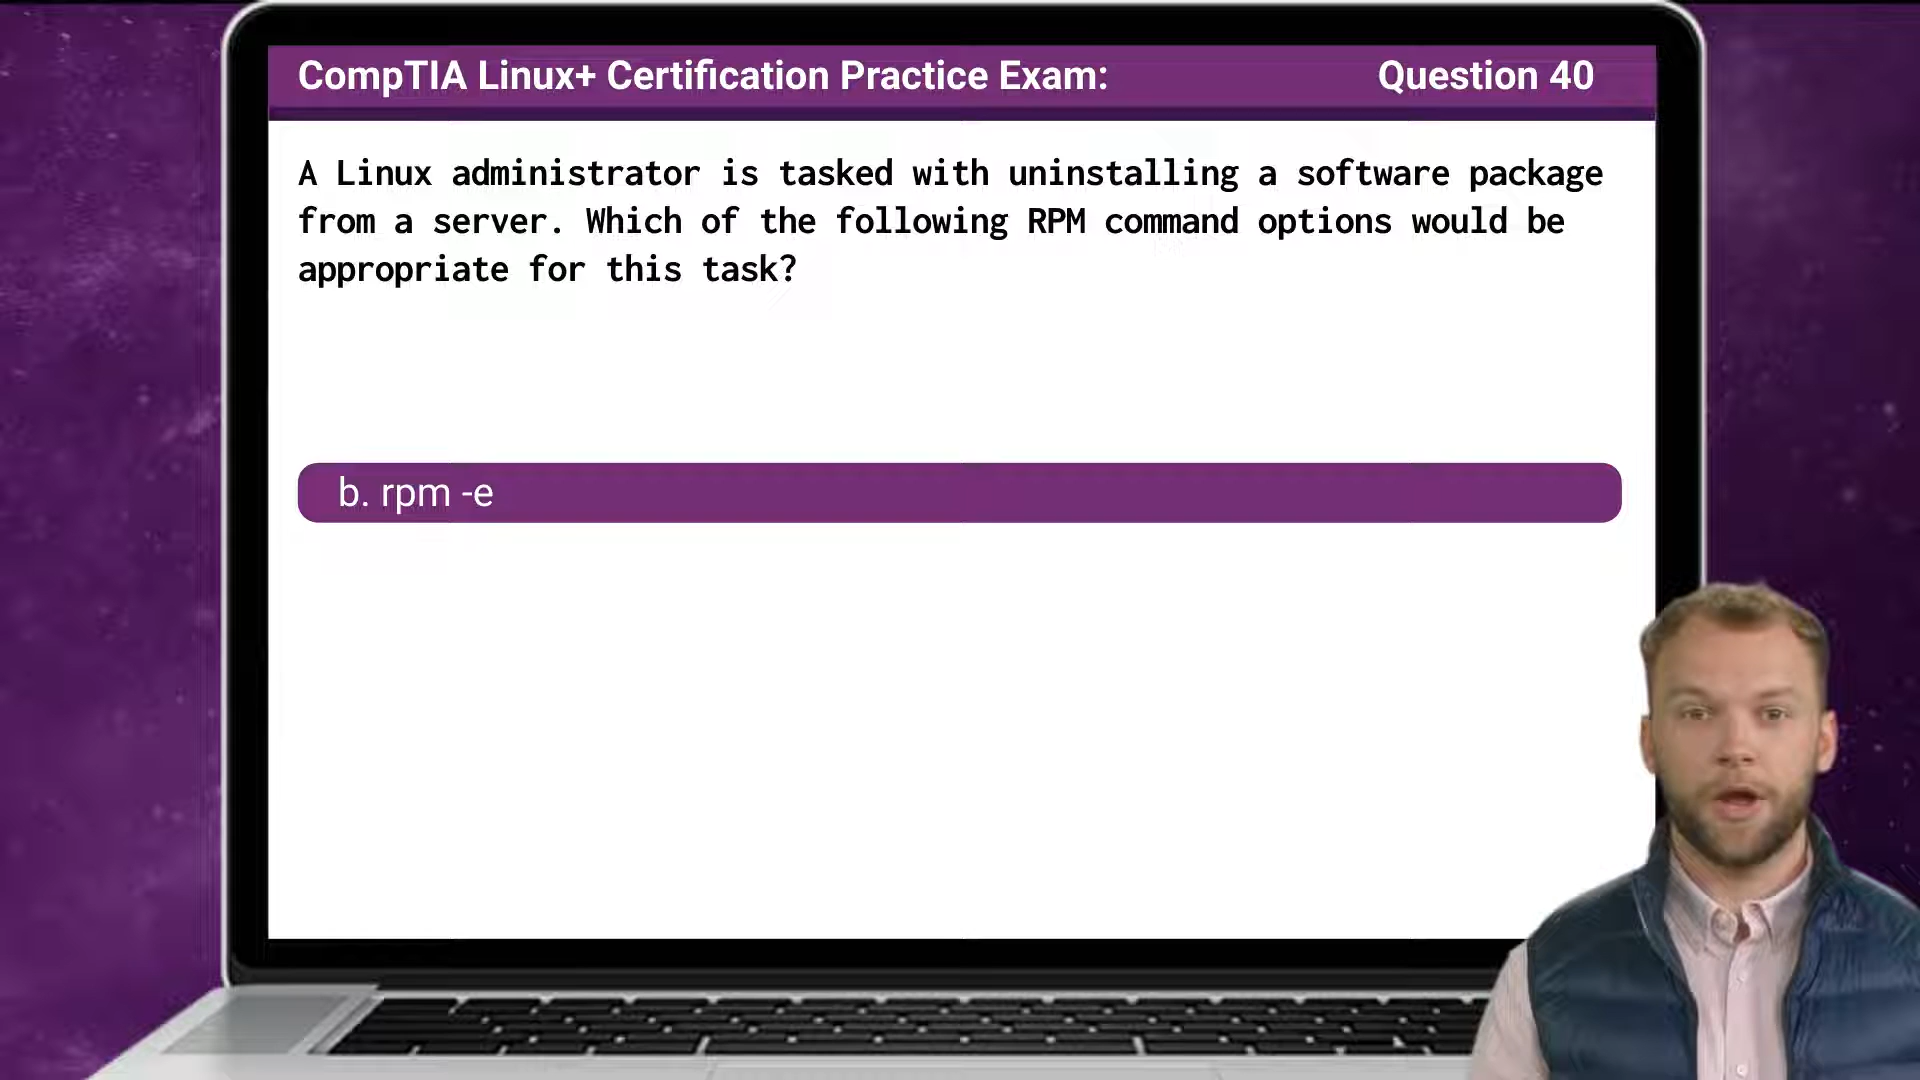 CompTIA Linux+ Certification Practice Exam: Question 40
A Linux administrator is tasked with uninstalling a software package
from a server. Which of the following RPM command options would be
appropriate for this task?
b. rpm -e